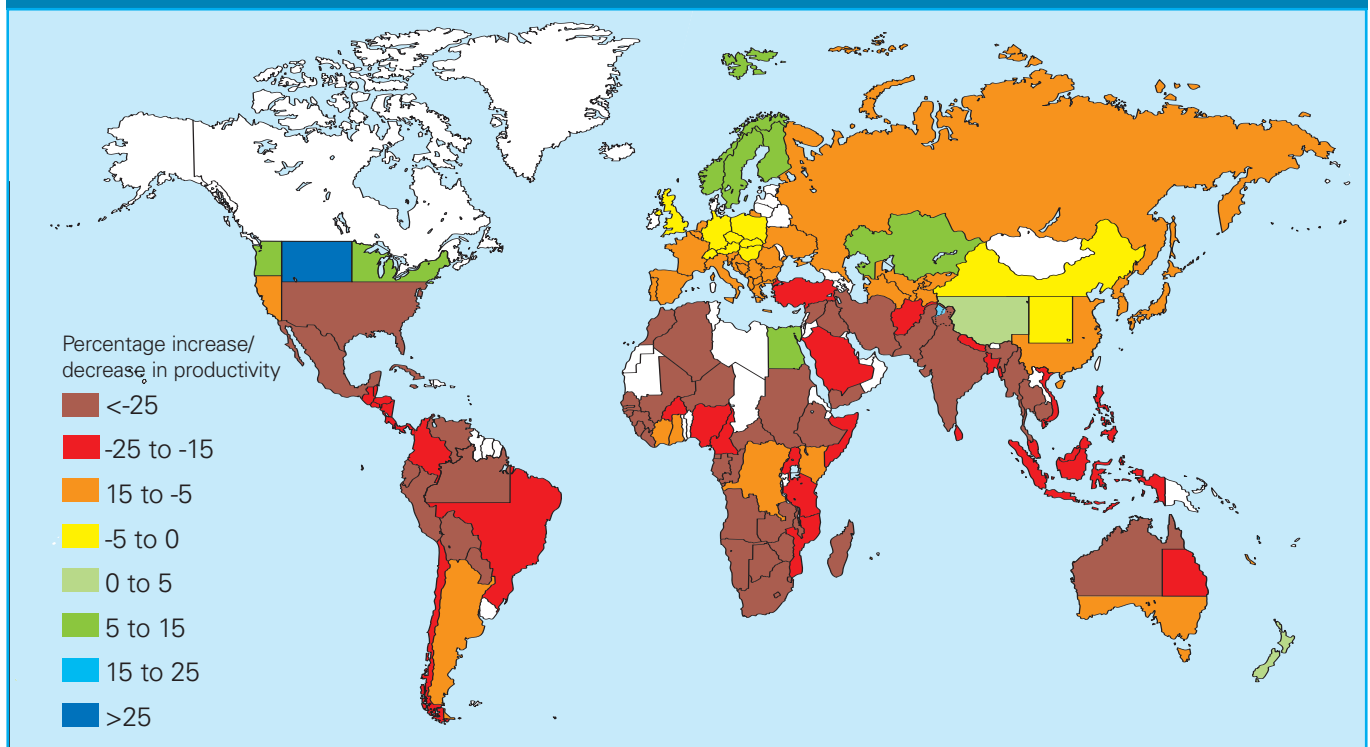 Percentage increase/
decrease in productivity
<-25
-25 to -15
15 to -5
-5 to 0
0 to 5
5 to 15
15 to 25
>25